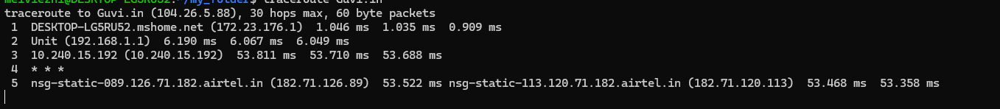 traceroute to Guvi.in (104.26.5.88), 30 hops max, 60 byte packets
1 DESKTOP-LG5RU52.mshome.net (172.23.176.1) 1.046 ms 1.035 ms 0.909 ms
2 Unit (192.168.1.1) 6.190 ms 6.067 ms 6.049 ms
3 10.240.15.192 (10.240.15.192) 53.811 ms 53.710 ms 53.688 ms
4 * * *
5 nsg-static-089.126.71.182.airtel.in (182.71.126.89) 53.522 ms nsg-static-113.120.71.182.airtel.in (182.71.120.113) 53.468 ms 53.358 ms